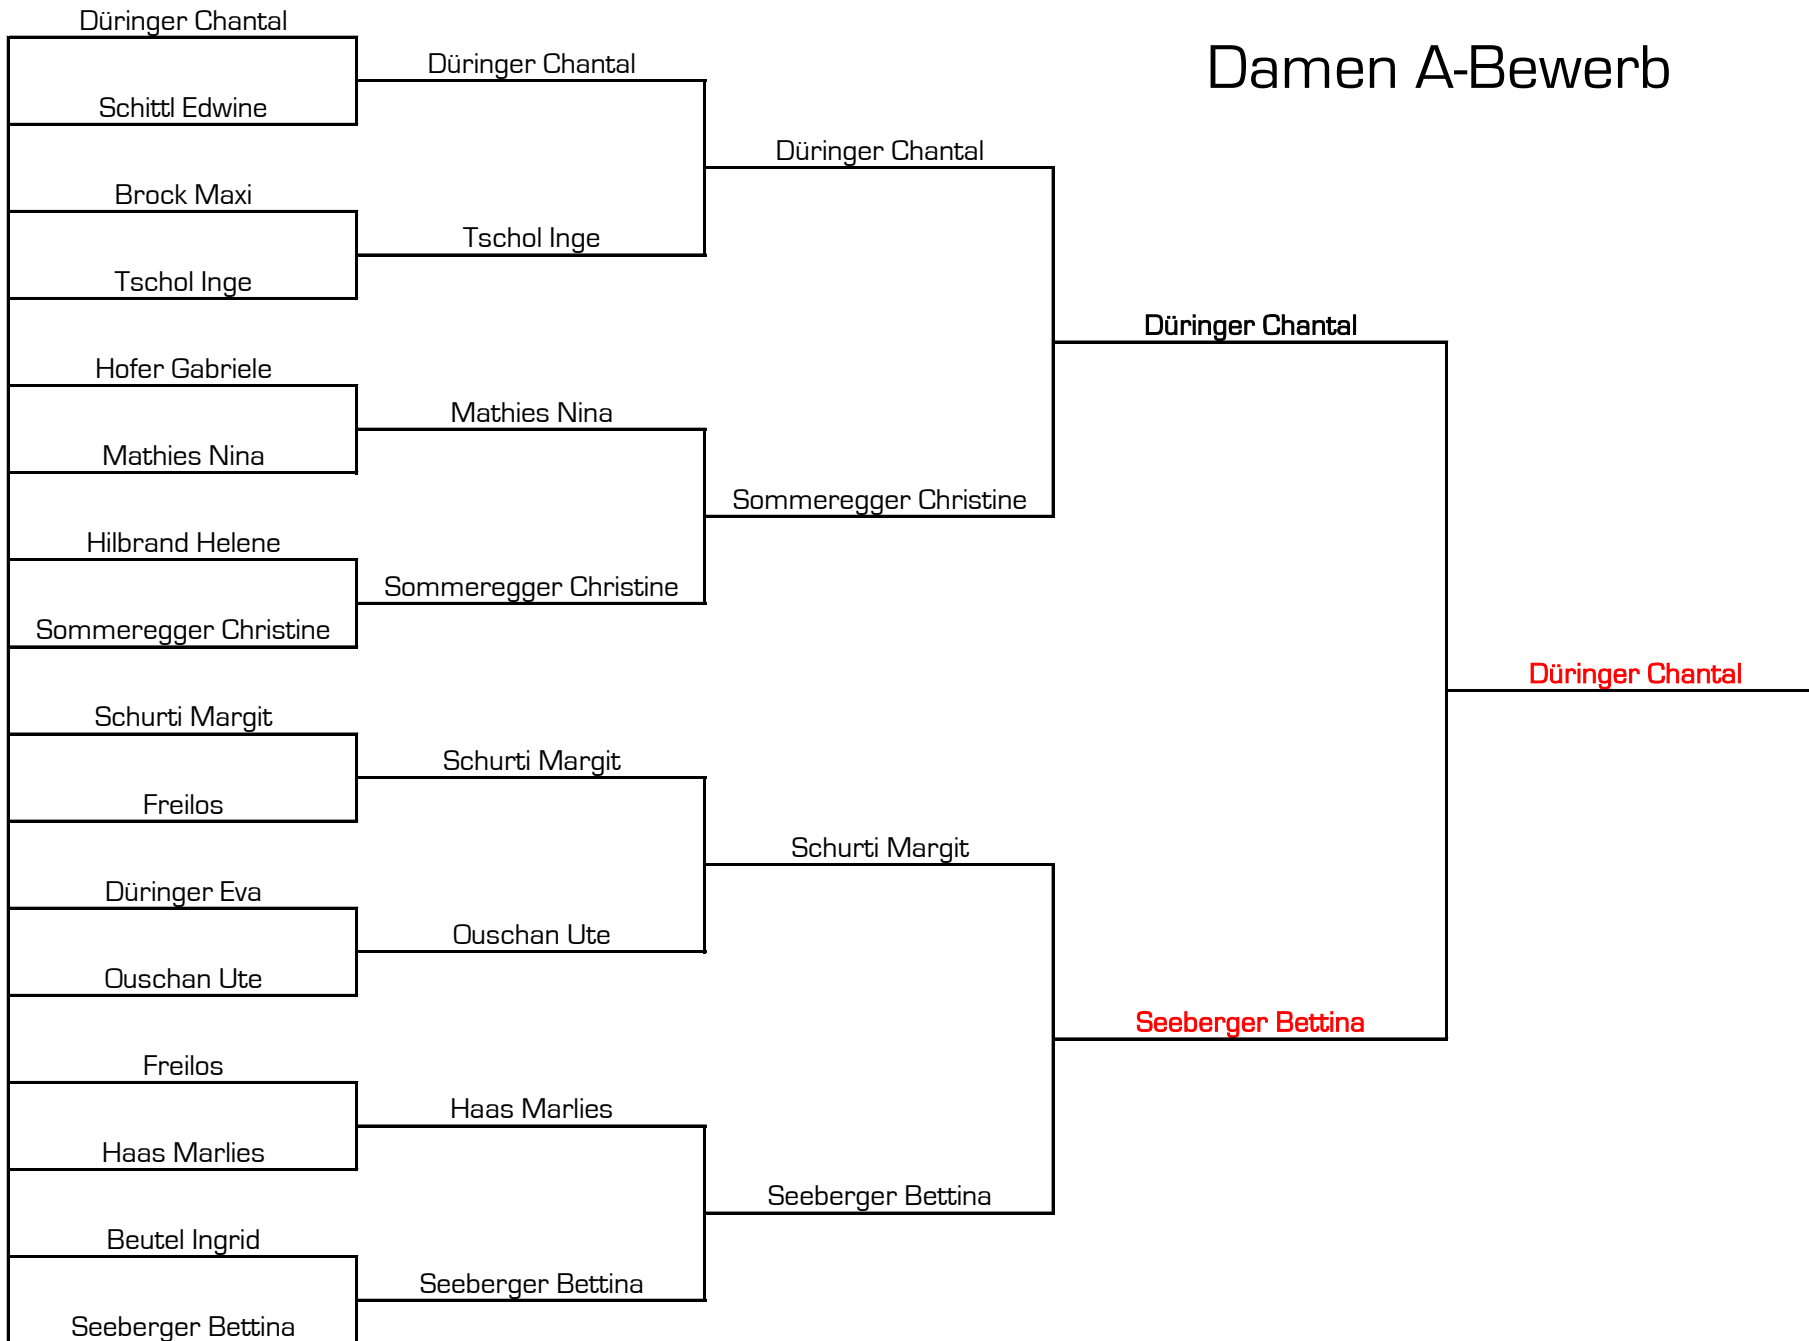 Düringer Chantal
Schittl Edwine
Brock Maxi
Tschol Inge
Hofer Gabriele
Mathies Nina
Hilbrand Helene
Sommeregger Christine
Schurti Margit
Freilos
Düringer Eva
Ouschan Ute
Freilos
Haas Marlies
Beutel Ingrid
Seeberger Bettina
Düringer Chantal
Tschol Inge
Mathies Nina
Sommeregger Christine
Schurti Margit
Ouschan Ute
Haas Marlies
Seeberger Bettina
Düringer Chantal
Sommeregger Christine
Schurti Margit
Seeberger Bettina
Damen A-Bewerb
Düringer Chantal
Seeberger Bettina
Düringer Chantal